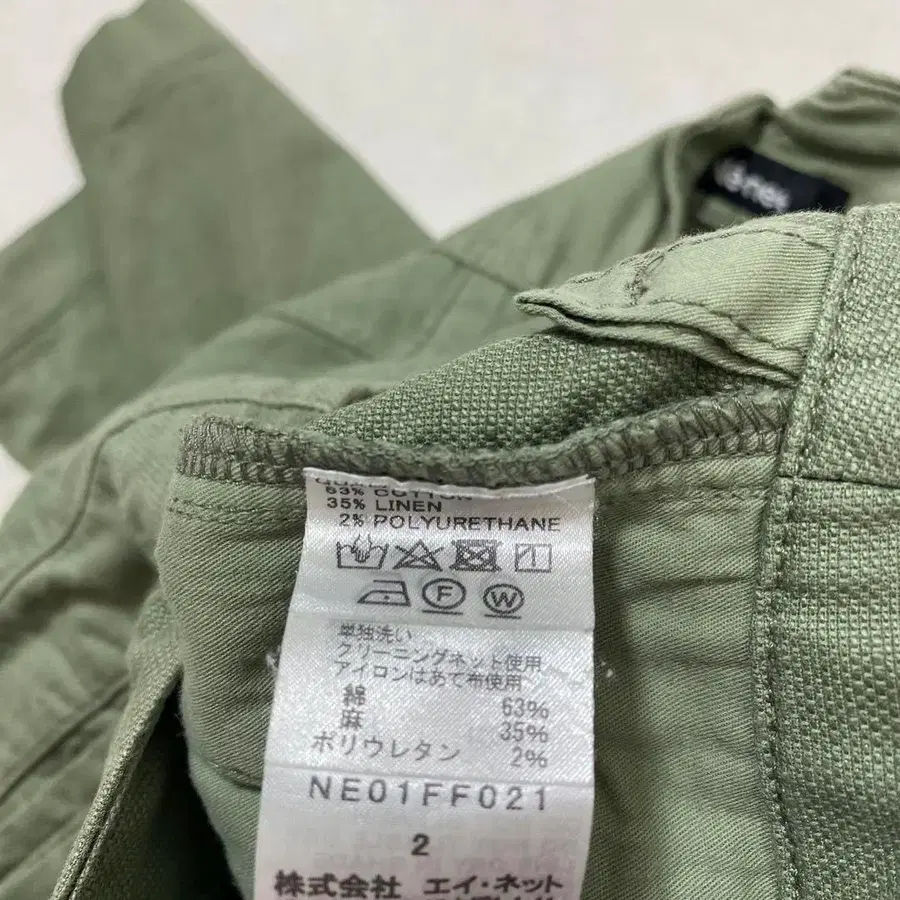 63% COTTON
35% LINEN
2% POLYURETHANE
F
W
単独洗い
クリーニングネット使用
アイロンはあて布使用
綿 63%
麻 35%
ポリウレタン 2%
NE01FF021
2
株式会社 エイ・ネット